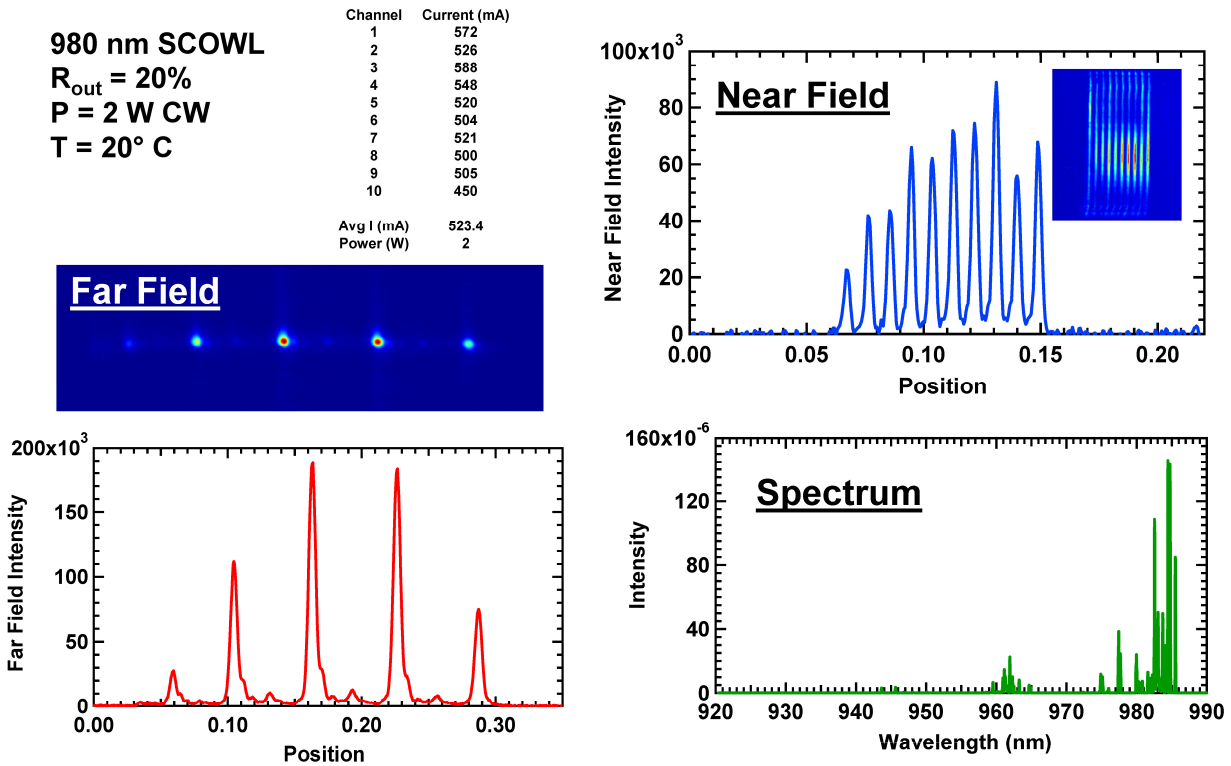 980 nm SCOWL
Rout = 20%
P = 2 W CW
T = 20° C
Channel Current (mA)
1 572
2 526
3 588
4 548
5 520
6 504
7 521
8 500
9 505
10 450
Avg I (mA) 523.4
Power (W) 2
Far Field
200x10³
150
100
50
0
Far Field Intensity
0.00 0.10 0.20 0.30
Position
100x10³
80
60
40
20
0
Near Field Intensity
Near Field
0.00 0.05 0.10 0.15 0.20
Position
160x10⁻⁶
120
80
40
0
Intensity
Spectrum
920 930 940 950 960 970 980 990
Wavelength (nm)